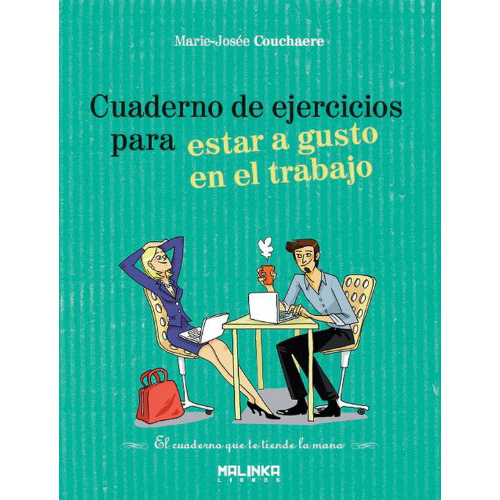 Marie-Josée Couchaere
Cuaderno de ejercicios
para estar a gusto
en el trabajo
El cuaderno que te tiende la mano
MALINKA
LIBROS